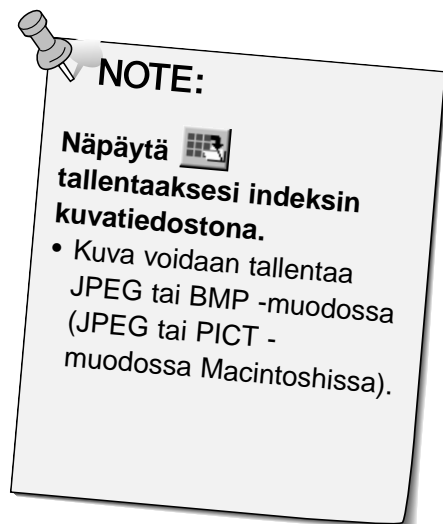 NOTE:
Näpäytä
tallentaaksesi indeksin
kuvatiedostona.
• Kuva voidaan tallentaa
JPEG tai BMP -muodossa
(JPEG tai PICT -
muodossa Macintoshissa).